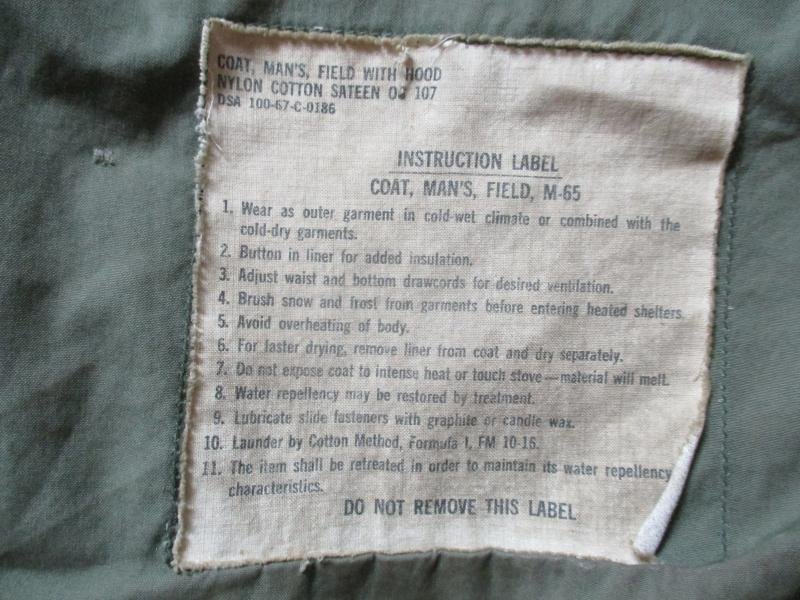 COAT, MAN'S, FIELD WITH HOOD
NYLON COTTON SATEEN OG 107
DSA 100-67-C-0186
INSTRUCTION LABEL
COAT, MAN'S, FIELD, M-65
1. Wear as outer garment in cold-wet climate or combined with the
cold-dry garments.
2. Button in liner for added insulation.
3. Adjust waist and bottom drawcords for desired ventilation.
4. Brush snow and frost from garments before entering heated shelters.
5. Avoid overheating of body.
6. For faster drying, remove liner from coat and dry separately.
7. Do not expose coat to intense heat or touch stove—material will melt.
8. Water repellency may be restored by treatment.
9. Lubricate slide fasteners with graphite or candle wax.
10. Launder by Cotton Method, Formula I, FM 10-16.
11. The item shall be retreated in order to maintain its water repellency
characteristics.
DO NOT REMOVE THIS LABEL